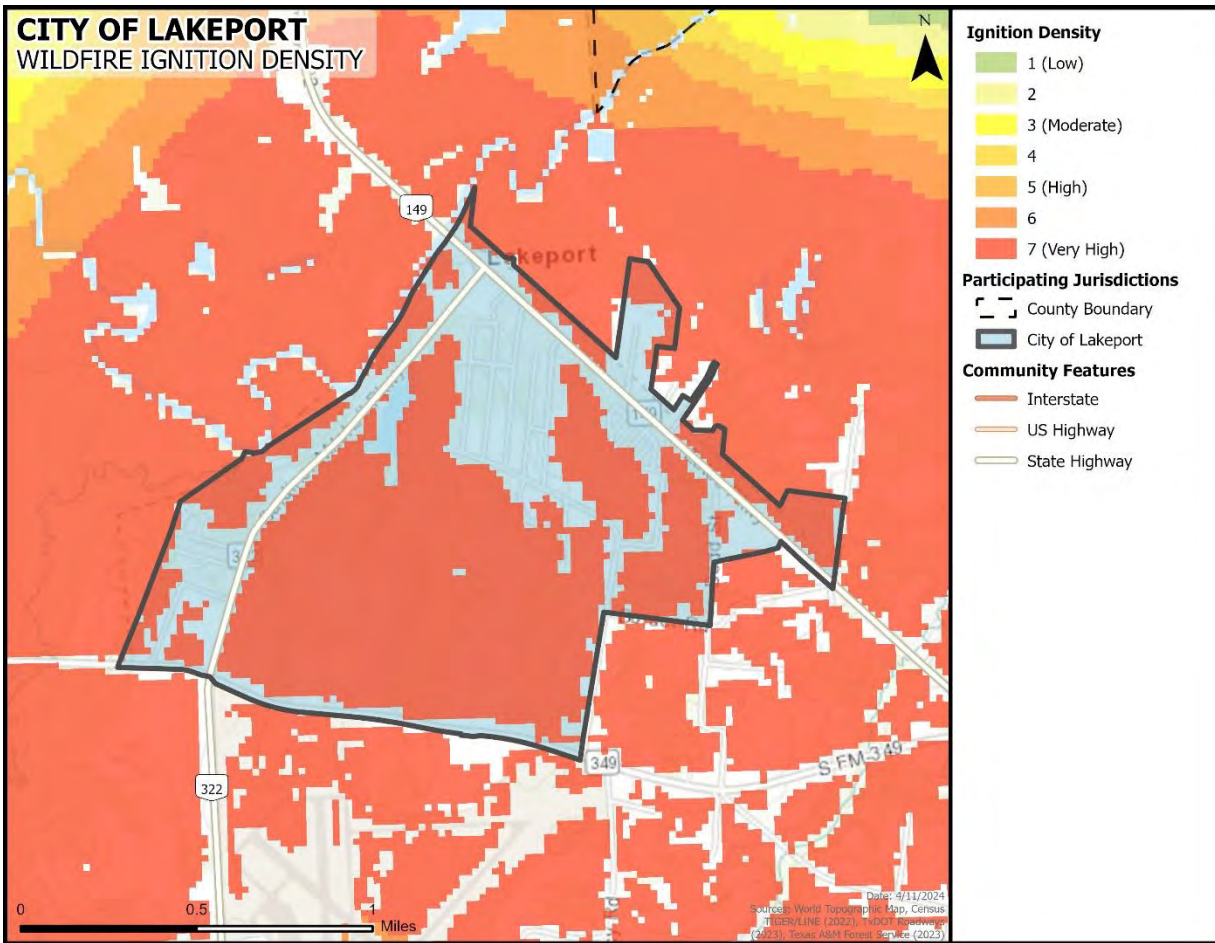 CITY OF LAKEPORT
WILDFIRE IGNITION DENSITY
N
149
Lakeport
149
322
349
S FM 349
0
0.5
1
Miles
Date: 4/11/2024
Sources: World Topographic Map, Census
TIGER/LINE (2022), TxDOT Roadways
(2023), Texas A&M Forest Service (2023)
Ignition Density
1 (Low)
2
3 (Moderate)
4
5 (High)
6
7 (Very High)
Participating Jurisdictions
County Boundary
City of Lakeport
Community Features
Interstate
US Highway
State Highway